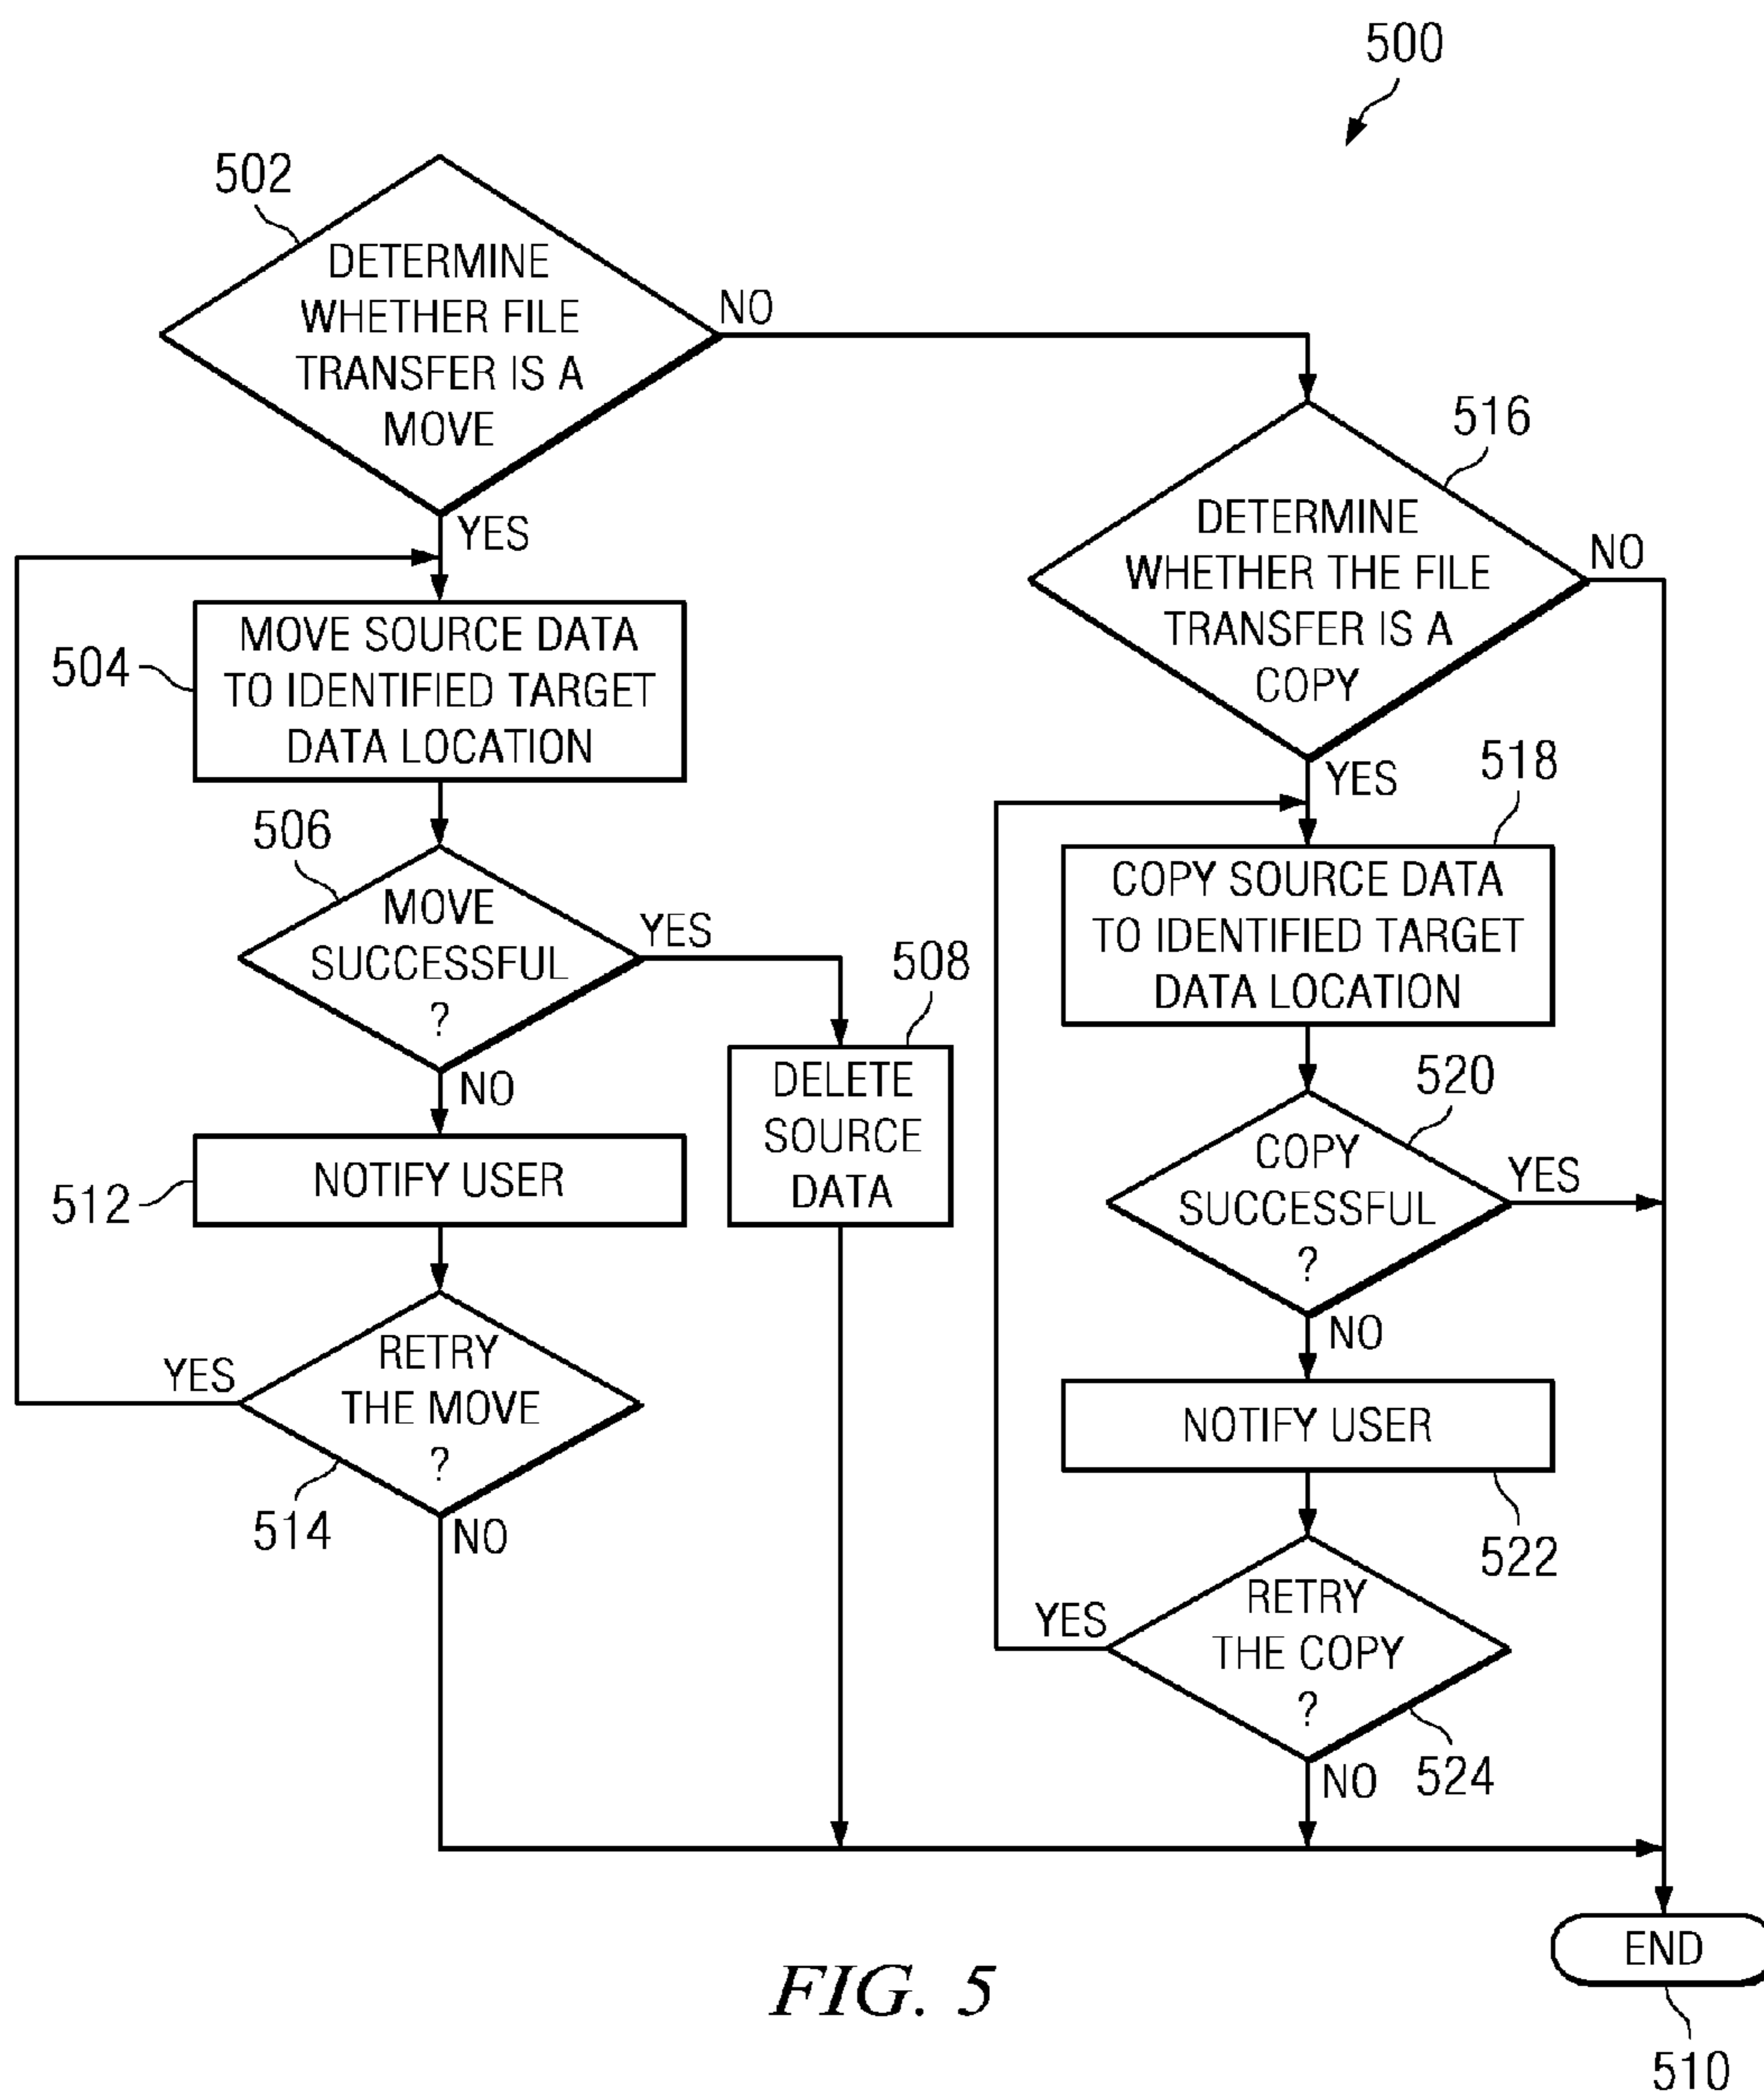 500
502
DETERMINE
WHETHER FILE
TRANSFER IS A
MOVE
NO
YES
516
DETERMINE
WHETHER THE FILE
TRANSFER IS A
COPY
NO
YES
504
MOVE SOURCE DATA
TO IDENTIFIED TARGET
DATA LOCATION
506
MOVE
SUCCESSFUL
?
YES
NO
508
DELETE
SOURCE
DATA
512
NOTIFY USER
RETRY
THE MOVE
?
YES
514
NO
518
COPY SOURCE DATA
TO IDENTIFIED TARGET
DATA LOCATION
520
COPY
SUCCESSFUL
?
YES
NO
NOTIFY USER
522
RETRY
THE COPY
?
YES
NO
524
END
510
FIG. 5